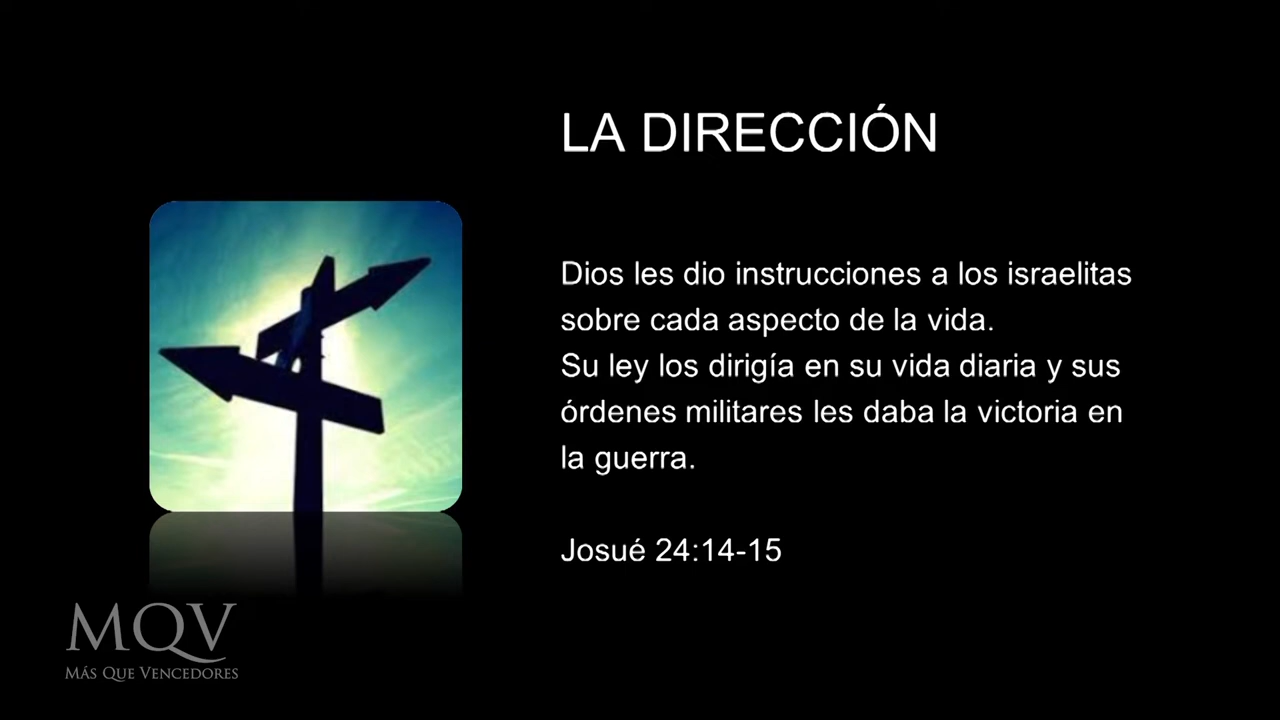 LA DIRECCIÓN
Dios les dio instrucciones a los israelitas
sobre cada aspecto de la vida.
Su ley los dirigía en su vida diaria y sus
órdenes militares les daba la victoria en
la guerra.
Josué 24:14-15
MQV
MÁS QUE VENCEDORES